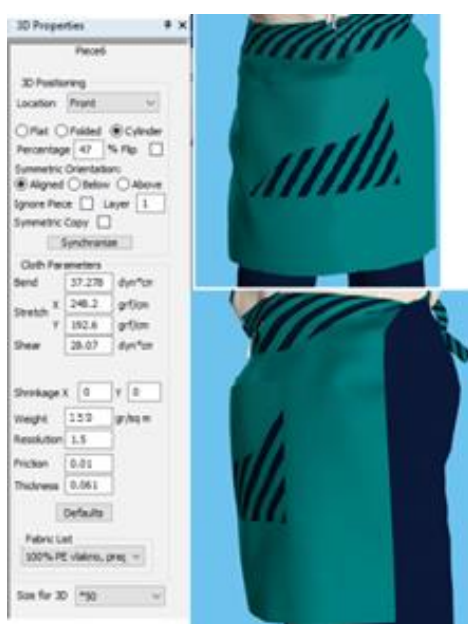 3D Properties
Piece6
3D Positioning
Location Front
Flat Folded Cylinder
Percentage 47 % Flip
Symmetric Orientation:
Aligned Below Above
Ignore Piece Layer 1
Symmetric Copy
Synchronize
Cloth Parameters
Bend 37.278 dyn*cm
Stretch X 248.2 grf/cm
Y 192.6 grf/cm
Shear 28.07 dyn*cm
Shrinkage X 0 Y 0
Weight 150 gr/sq m
Resolution 1.5
Friction 0.01
Thickness 0.061
Defaults
Fabric List
100% PE vlakno, prep
Size for 3D *50